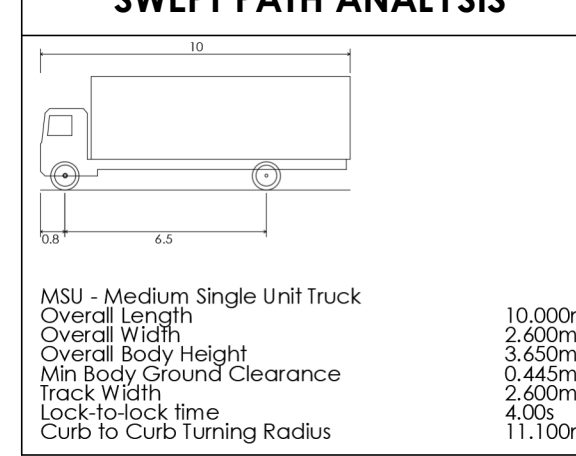 SWEPT PATH ANALYSIS
10
0.8 6.5
MSU - Medium Single Unit Truck
Overall Length 10.000m
Overall Width 2.600m
Overall Body Height 3.650m
Min Body Ground Clearance 0.445m
Track Width 2.600m
Lock-to-lock time 4.00s
Curb to Curb Turning Radius 11.100m